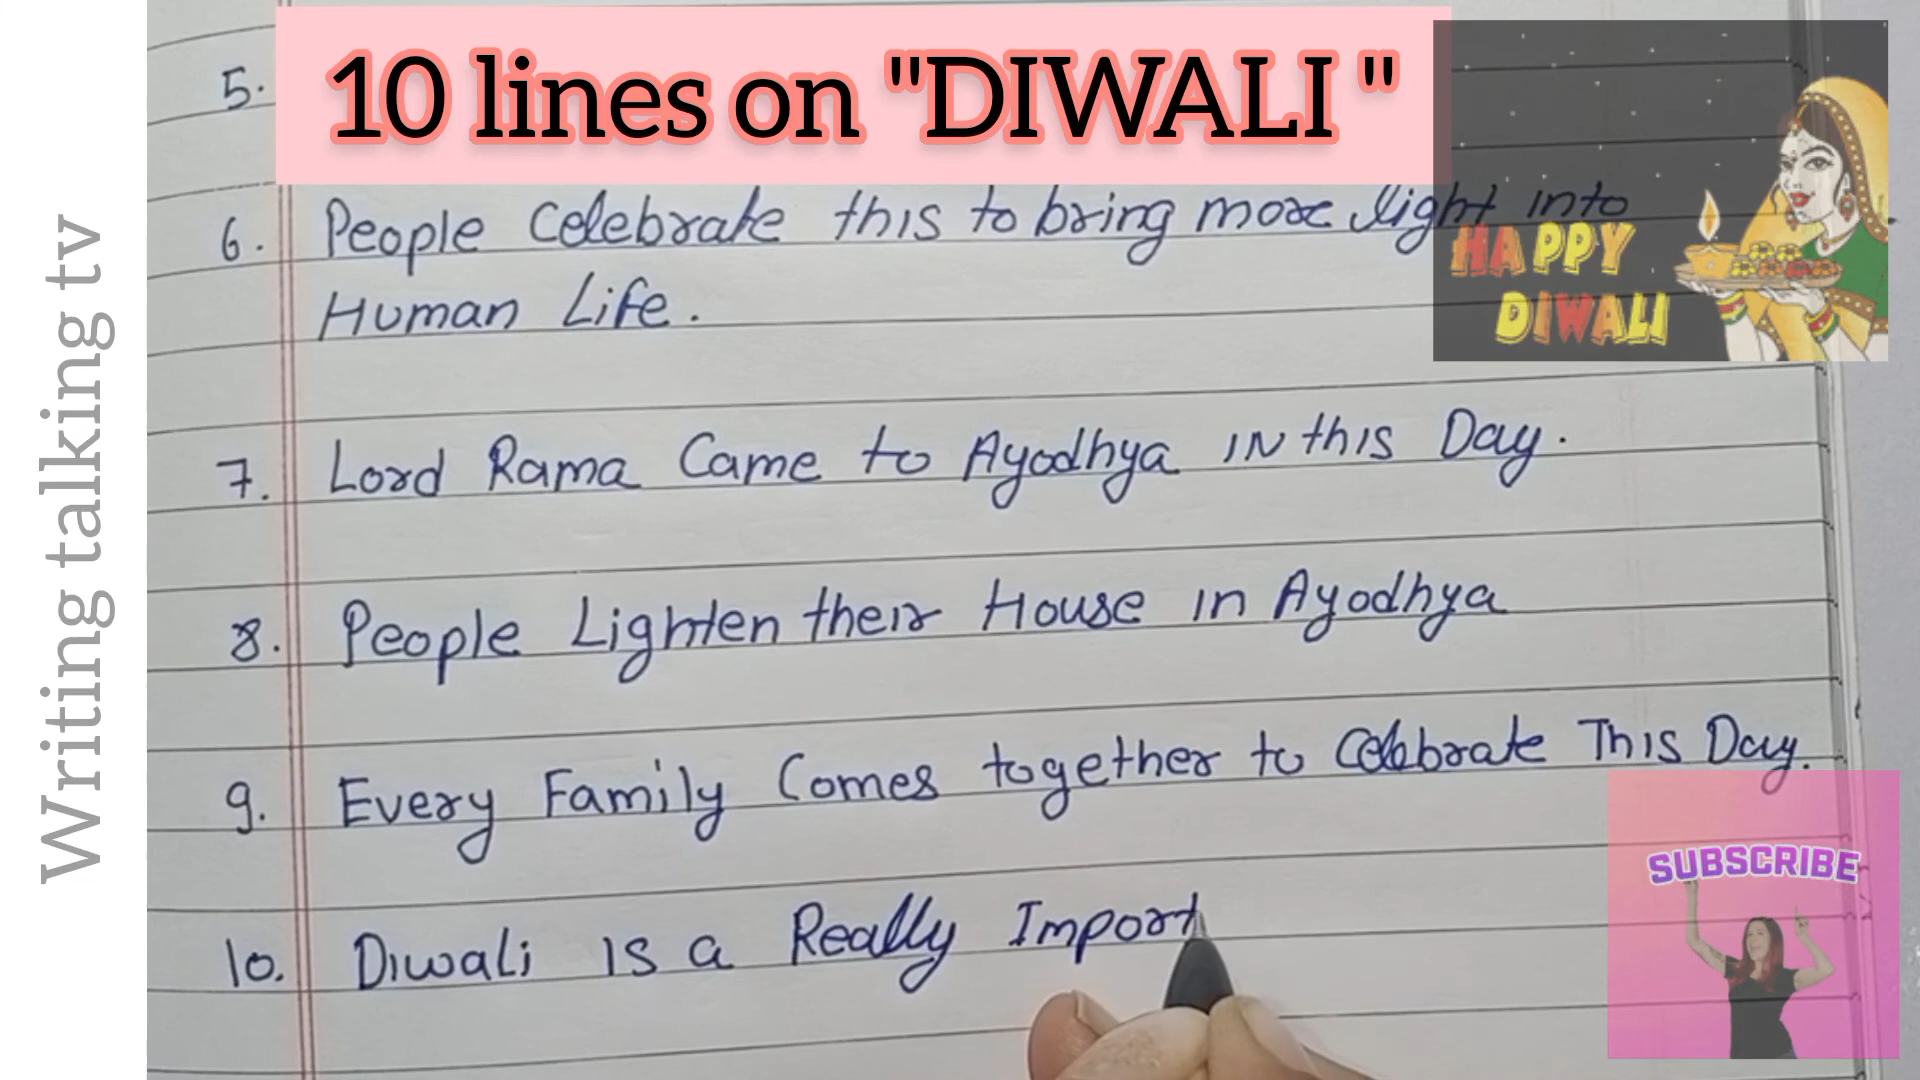 Writing talking tv
10 lines on "DIWALI "
5.
6. People Celebrate this to bring more light into
Human Life.
7. Lord Rama Came to Ayodhya IN this Day.
8. People Lighten their House in Ayodhya
9. Every Family Comes together to Celebrate This Day.
10. Diwali is a Really Import
HAPPY
DIWALI
SUBSCRIBE